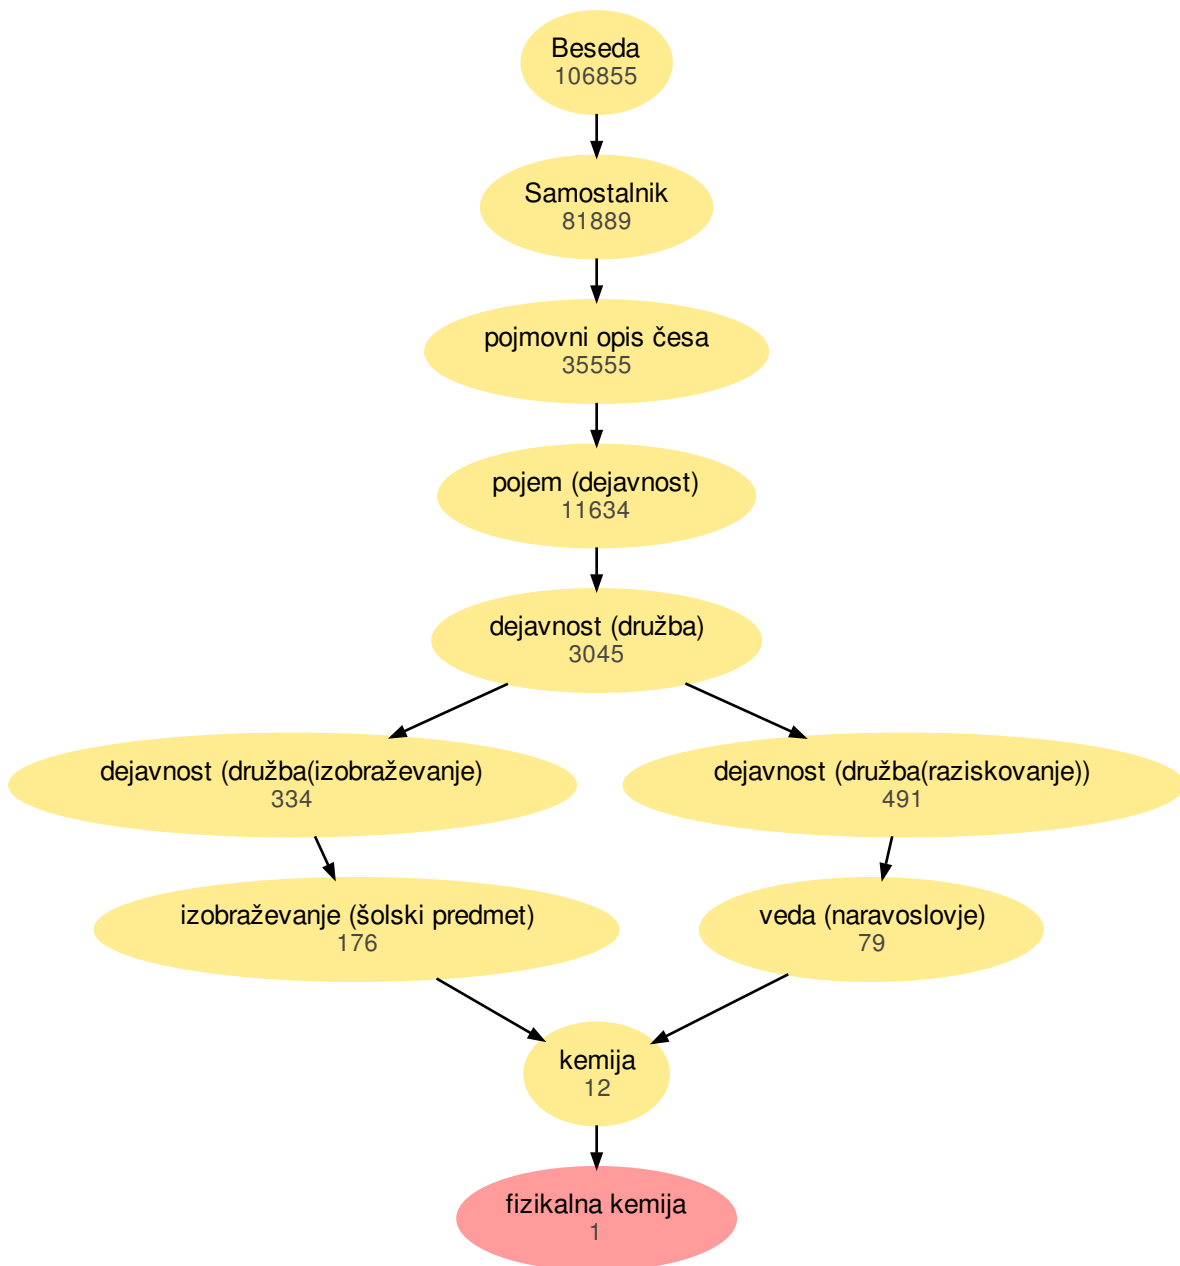 Beseda
106855
Samostalnik
81889
pojmovni opis česa
35555
pojem (dejavnost)
11634
dejavnost (družba)
3045
dejavnost (družba(izobraževanje)
334
dejavnost (družba(raziskovanje))
491
izobraževanje (šolski predmet)
176
veda (naravoslovje)
79
kemija
12
fizikalna kemija
1